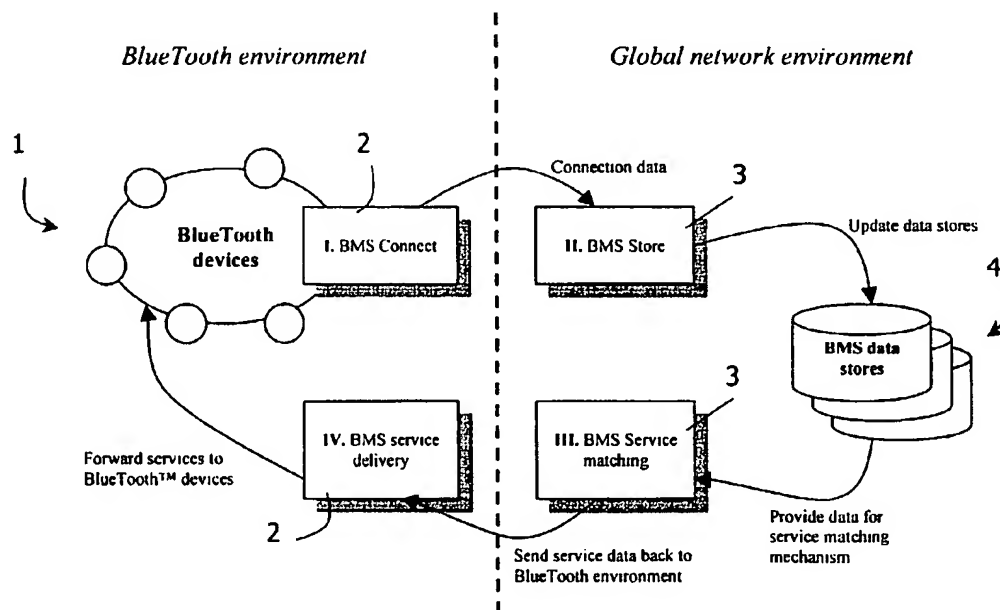 BlueTooth environment
Global network environment
1
2
Connection data
3
BlueTooth
devices
I. BMS Connect
II. BMS Store
Update data stores
4
BMS data
stores
3
IV. BMS service
delivery
III. BMS Service
matching
Forward services to
BlueTooth™ devices
2
Send service data back to
BlueTooth environment
Provide data for
service matching
mechanism